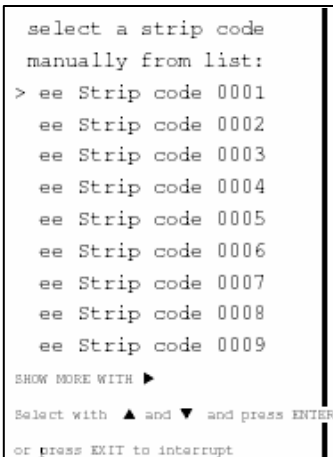 select a strip code
manually from list:
> ee Strip code 0001
ee Strip code 0002
ee Strip code 0003
ee Strip code 0004
ee Strip code 0005
ee Strip code 0006
ee Strip code 0007
ee Strip code 0008
ee Strip code 0009
SHOW MORE WITH ▶
Select with ▲ and ▼ and press ENTER
or press EXIT to interrupt